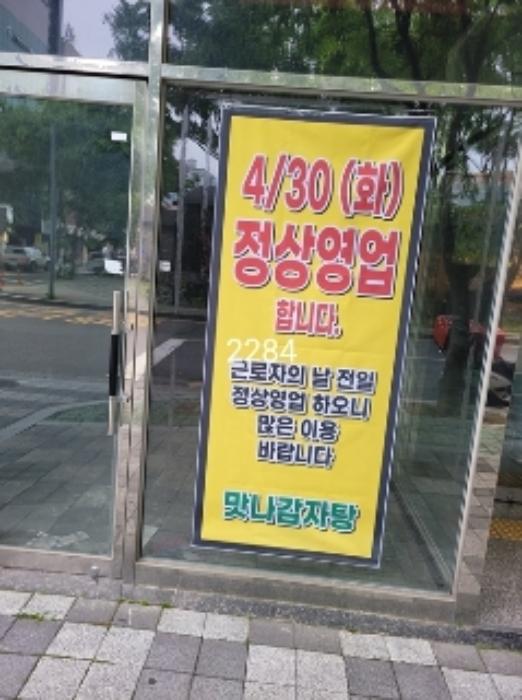 4/30 (화)
정상영업
합니다.
2284
근로자의 날 전일
정상영업 하오니
많은 이용
바랍니다
맛나감자탕